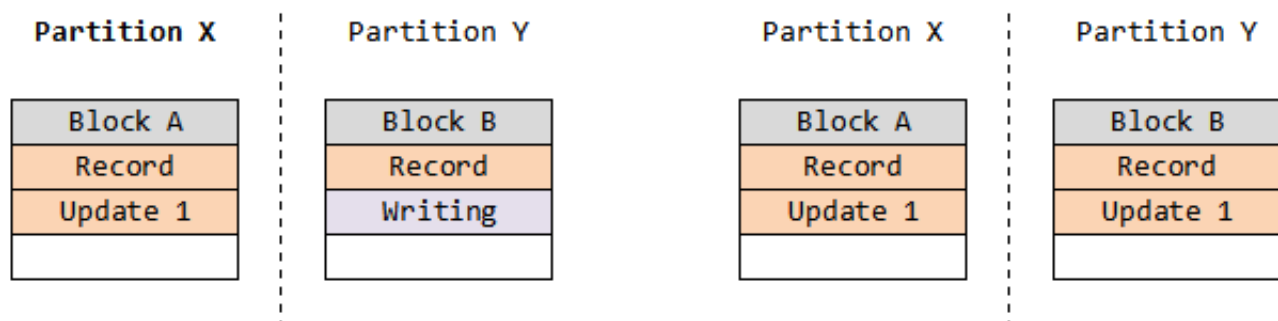 Partition X Partition Y Partition X Partition Y
Block A Block B Block A Block B
Record Record Record Record
Update 1 Writing Update 1 Update 1